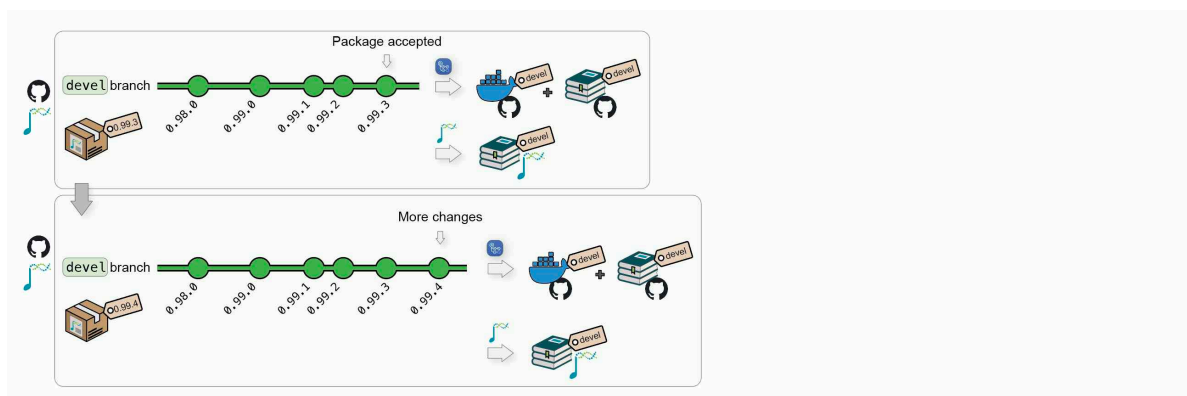 Package accepted
devel branch
0.98.0
0.99.0
0.99.1
0.99.2
0.99.3
devel
devel
0.99.3
devel
More changes
devel branch
0.98.0
0.99.0
0.99.1
0.99.2
0.99.3
0.99.4
devel
devel
0.99.4
devel